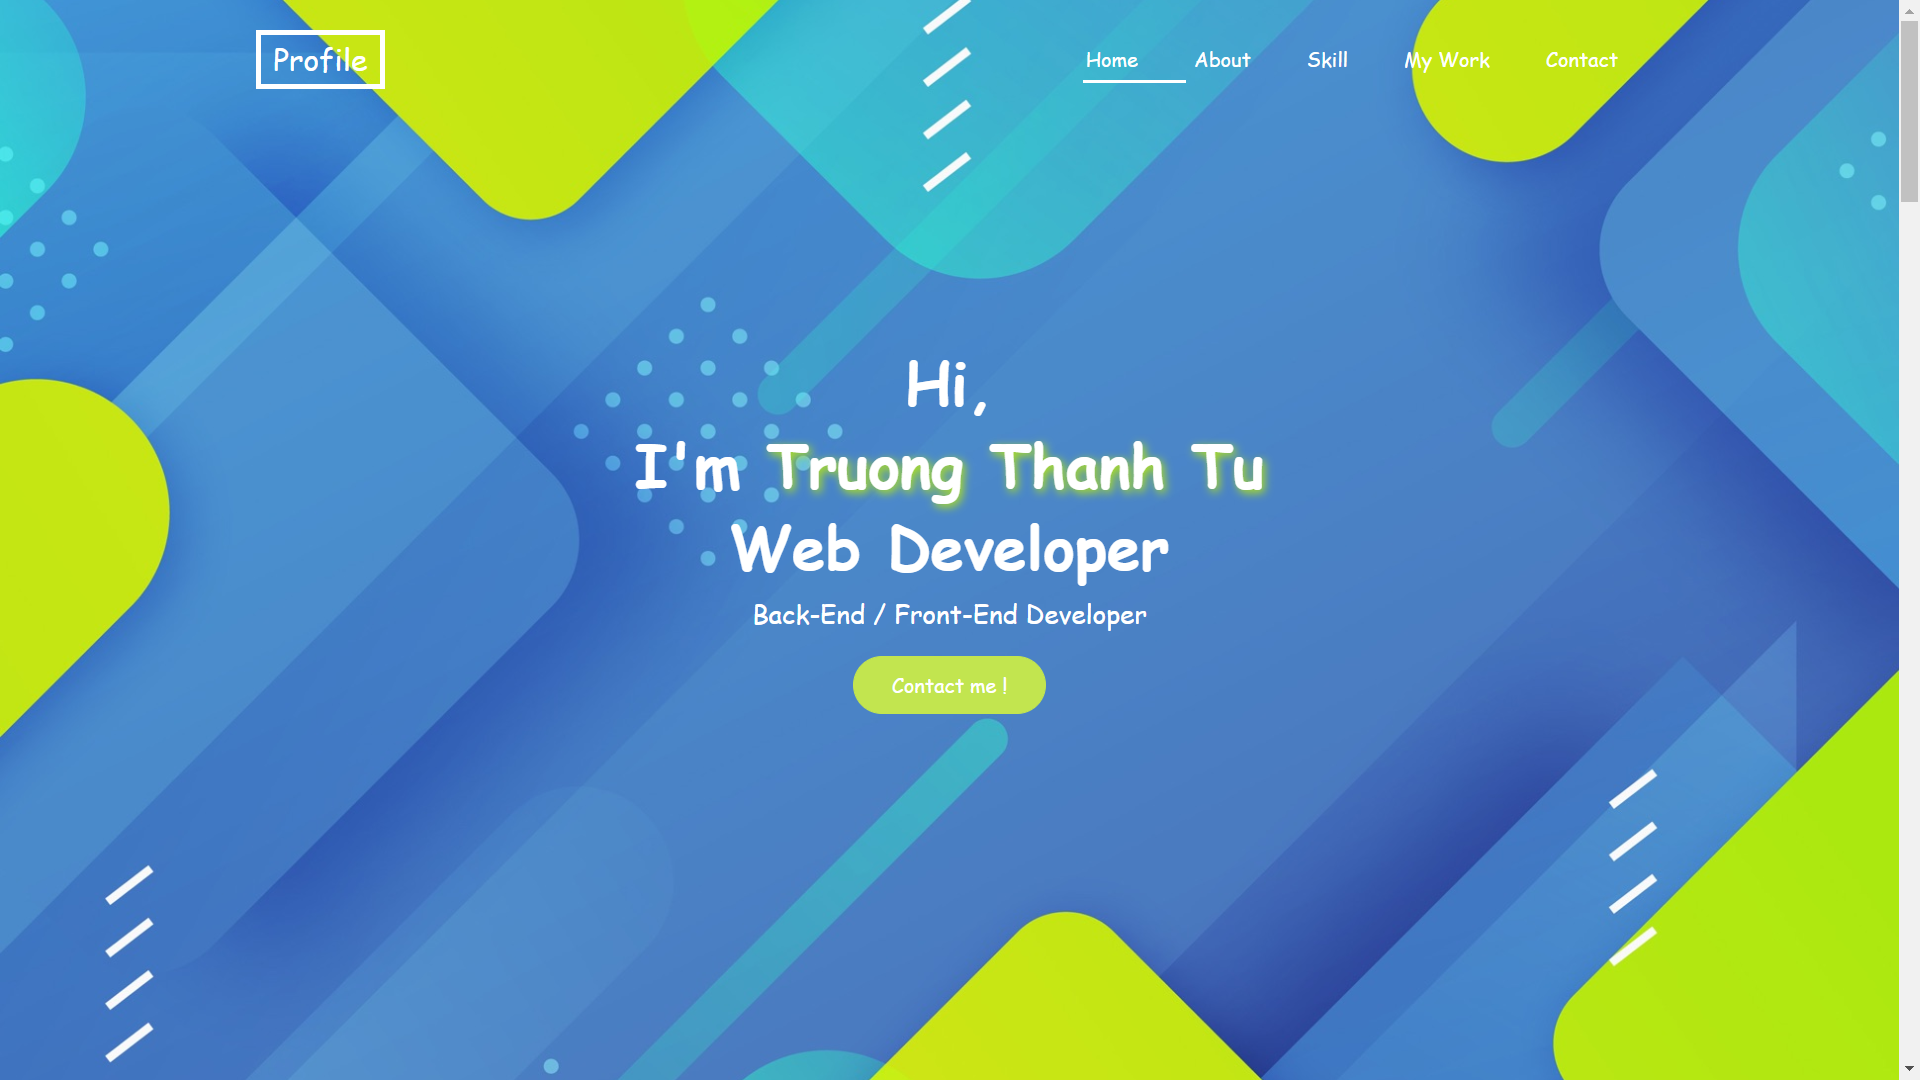 Profile
Home About Skill My Work Contact
Hi,
I'm Truong Thanh Tu
Web Developer
Back-End / Front-End Developer
Contact me !